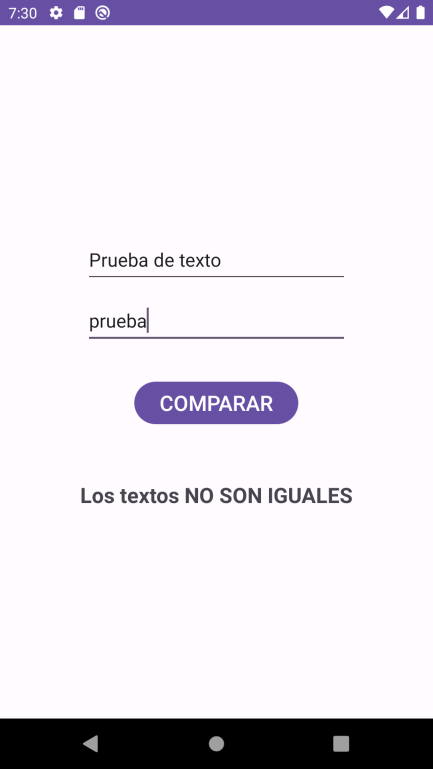 7:30
Prueba de texto
prueba
COMPARAR
Los textos NO SON IGUALES